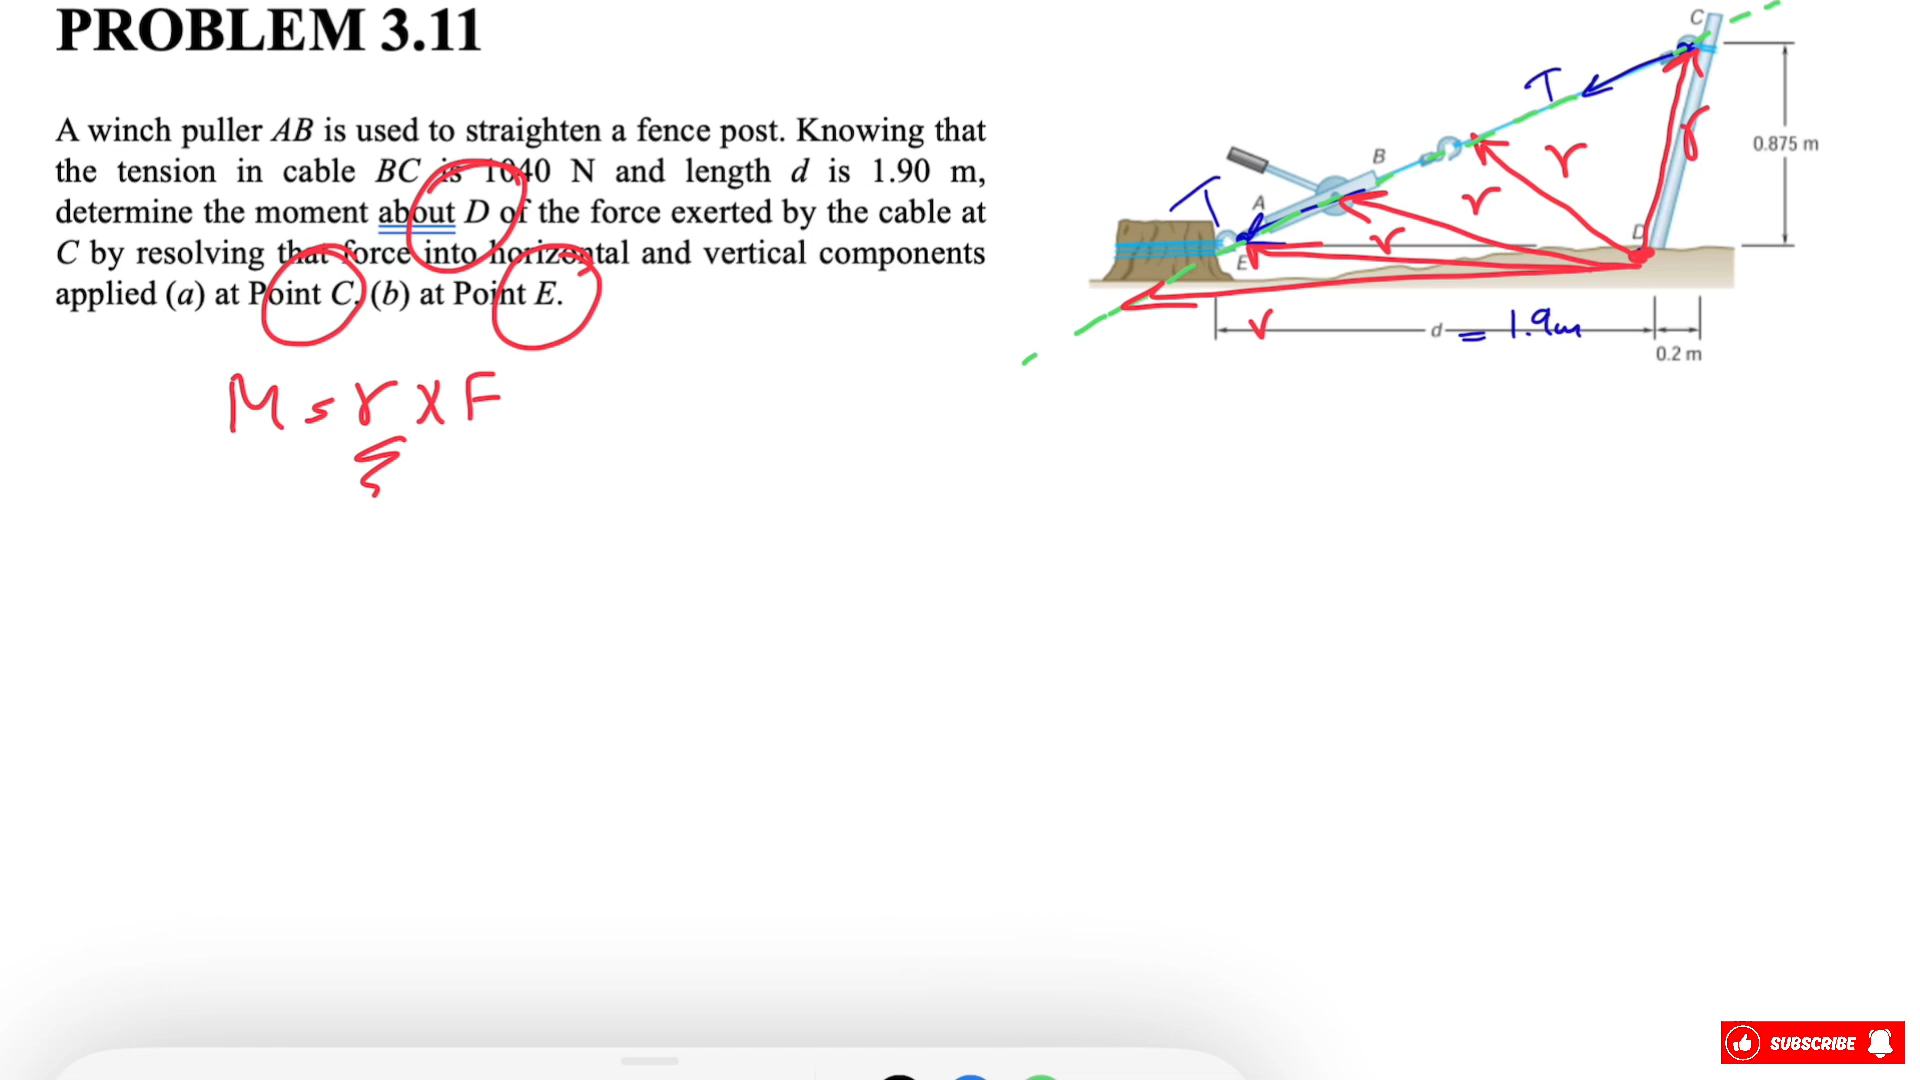 PROBLEM 3.11
A winch puller AB is used to straighten a fence post. Knowing that
the tension in cable BC is 1040 N and length d is 1.90 m,
determine the moment about D of the force exerted by the cable at
C by resolving that force into horizontal and vertical components
applied (a) at Point C, (b) at Point E.
M = r x F
C
T
0.875 m
r
r
B
r
T
A
D
r
E
r
d = 1.9m
0.2 m
SUBSCRIBE